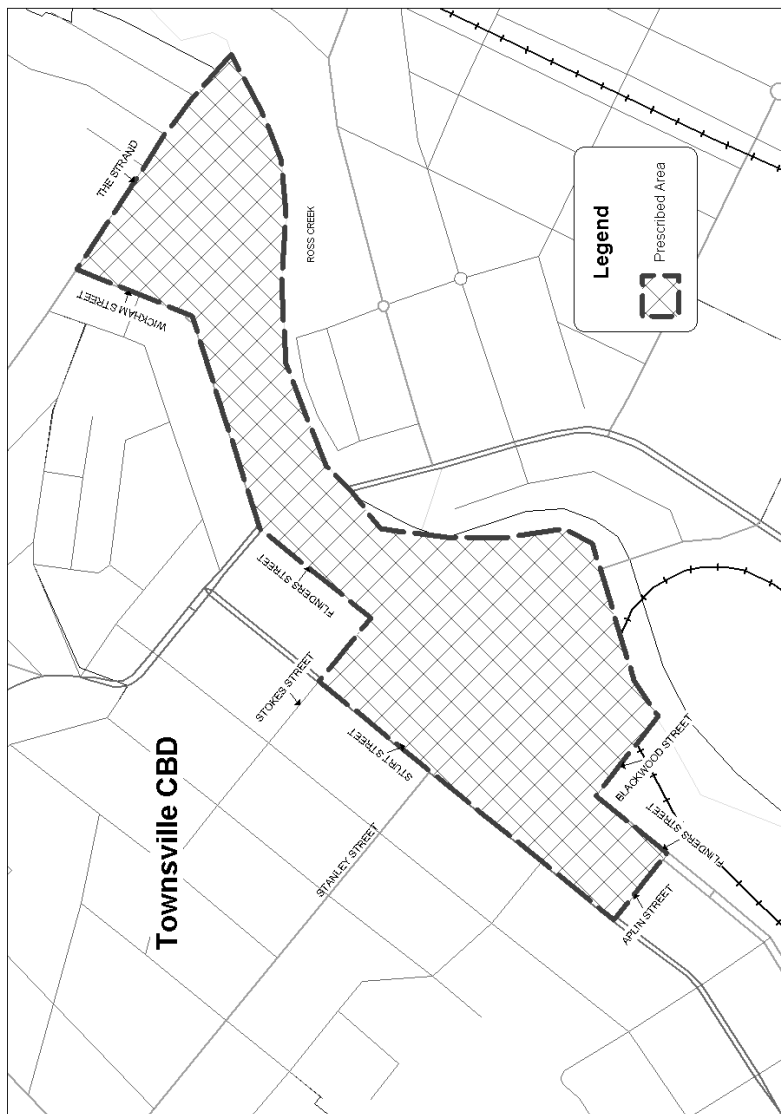 Townsville CBD
THE STRAND
WICKHAM STREET
ROSS CREEK
FLINDERS STREET
STOKES STREET
STURT STREET
STANLEY STREET
BLACKWOOD STREET
FLINDERS STREET
APLIN STREET
Legend
Prescribed Area